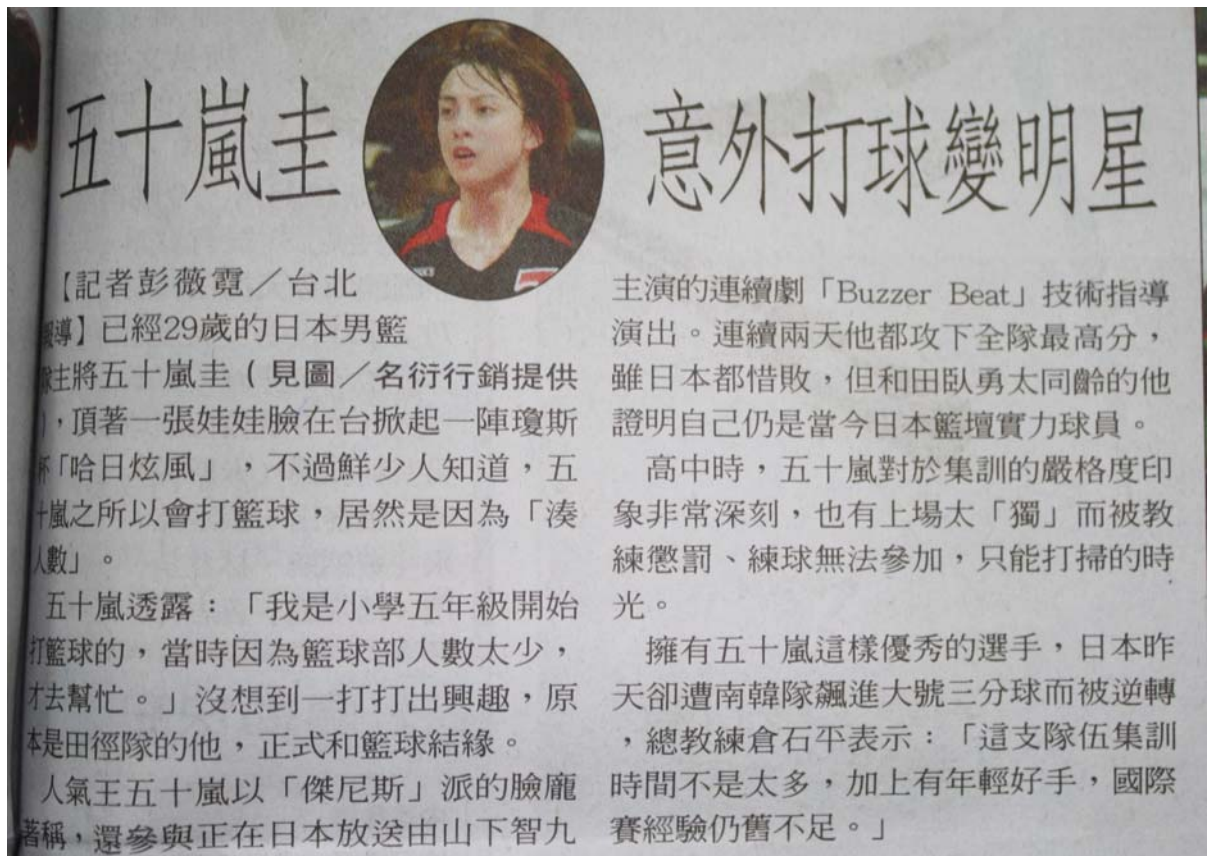 五十嵐圭 意外打球變明星
【記者彭薇霓／台北
報導】已經29歲的日本男籃
隊主將五十嵐圭（見圖／名衍行銷提供
），頂著一張娃娃臉在台掀起一陣瓊斯
杯「哈日炫風」，不過鮮少人知道，五
十嵐之所以會打籃球，居然是因為「湊
人數」。
五十嵐透露：「我是小學五年級開始
打籃球的，當時因為籃球部人數太少，
才去幫忙。」沒想到一打打出興趣，原
本是田徑隊的他，正式和籃球結緣。
人氣王五十嵐以「傑尼斯」派的臉龐
著稱，還參與正在日本放送由山下智九
主演的連續劇「Buzzer Beat」技術指導
演出。連續兩天他都攻下全隊最高分，
雖日本都惜敗，但和田臥勇太同齡的他
證明自己仍是當今日本籃壇實力球員。
高中時，五十嵐對於集訓的嚴格度印
象非常深刻，也有上場太「獨」而被教
練懲罰、練球無法參加，只能打掃的時
光。
擁有五十嵐這樣優秀的選手，日本昨
天卻遭南韓隊飆進大號三分球而被逆轉
，總教練倉石平表示：「這支隊伍集訓
時間不是太多，加上有年輕好手，國際
賽經驗仍舊不足。」